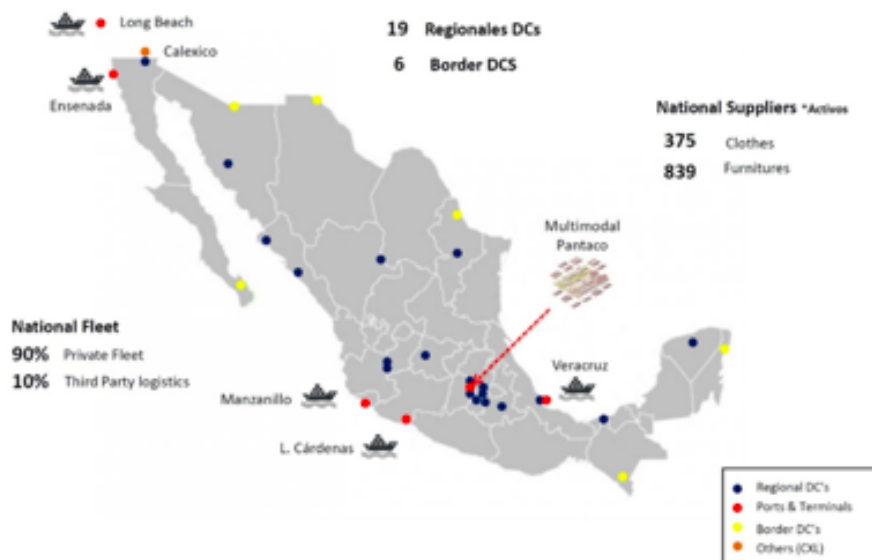 Long Beach
Calexico
Ensenada
19 Regionales DCs
6 Border DCS
National Suppliers *Activos
375 Clothes
839 Furnitures
Multimodal
Pantaco
National Fleet
90% Private Fleet
10% Third Party logistics
Veracruz
Manzanillo
L. Cárdenas
Regional DC's
Ports & Terminals
Border DC's
Others (CXL)